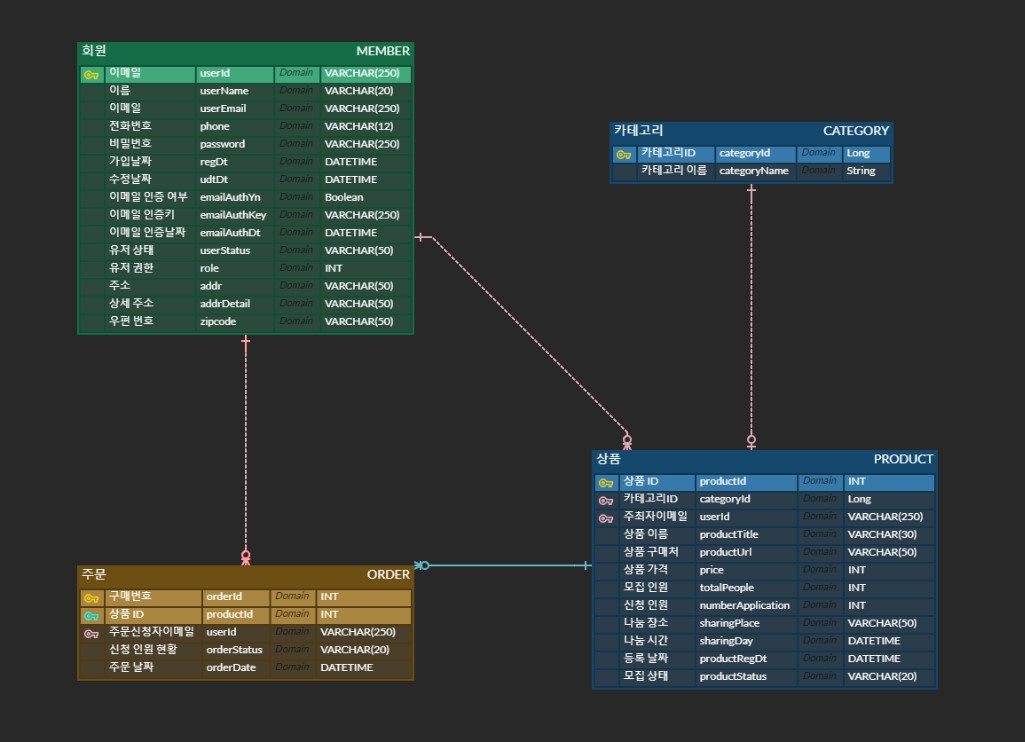 회원 MEMBER
이메일 userId Domain VARCHAR(250)
이름 userName Domain VARCHAR(20)
이메일 userEmail Domain VARCHAR(250)
전화번호 phone Domain VARCHAR(12)
비밀번호 password Domain VARCHAR(250)
가입날짜 regDt Domain DATETIME
수정날짜 udtDt Domain DATETIME
이메일 인증 여부 emailAuthYn Domain Boolean
이메일 인증키 emailAuthKey Domain VARCHAR(250)
이메일 인증날짜 emailAuthDt Domain DATETIME
유저 상태 userStatus Domain VARCHAR(50)
유저 권한 role Domain INT
주소 addr Domain VARCHAR(50)
상세 주소 addrDetail Domain VARCHAR(50)
우편 번호 zipcode Domain VARCHAR(50)
카테고리 CATEGORY
카테고리ID categoryId Domain Long
카테고리 이름 categoryName Domain String
상품 PRODUCT
상품 ID productId Domain INT
카테고리ID categoryId Domain Long
주최자이메일 userId Domain VARCHAR(250)
상품 이름 productTitle Domain VARCHAR(30)
상품 구매처 productUrl Domain VARCHAR(50)
상품 가격 price Domain INT
모집 인원 totalPeople Domain INT
신청 인원 numberApplication Domain INT
나눔 장소 sharingPlace Domain VARCHAR(50)
나눔 시간 sharingDay Domain DATETIME
등록 날짜 productRegDt Domain DATETIME
모집 상태 productStatus Domain VARCHAR(20)
주문 ORDER
구매번호 orderId Domain INT
상품 ID productId Domain INT
주문신청자이메일 userId Domain VARCHAR(250)
신청 인원 현황 orderStatus Domain VARCHAR(20)
주문 날짜 orderDate Domain DATETIME